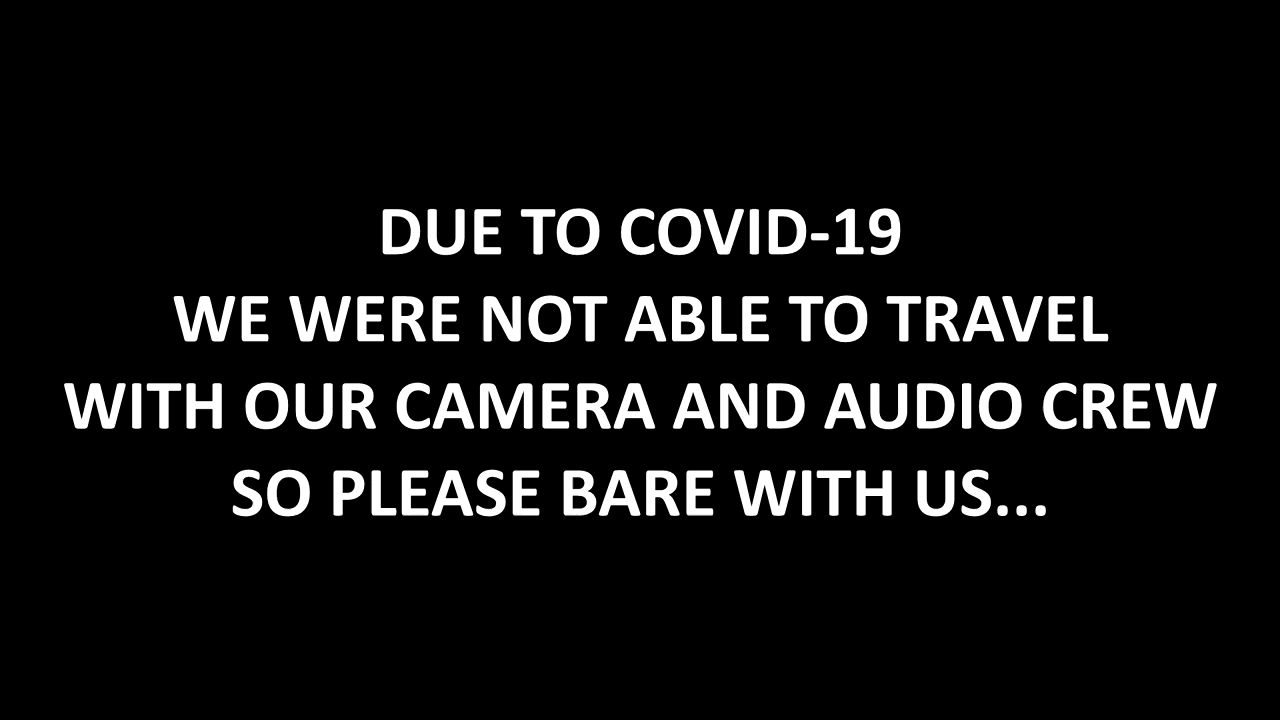 DUE TO COVID-19
WE WERE NOT ABLE TO TRAVEL
WITH OUR CAMERA AND AUDIO CREW
SO PLEASE BARE WITH US...